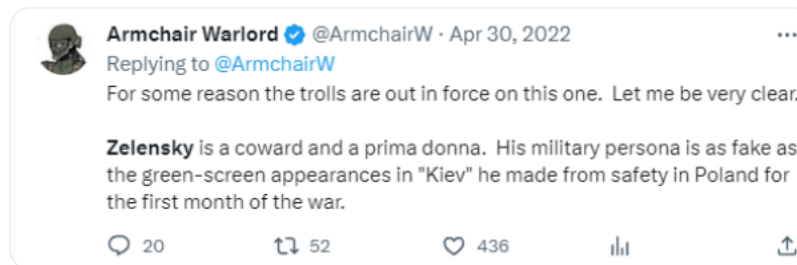 Armchair Warlord @ArmchairW · Apr 30, 2022
Replying to @ArmchairW
For some reason the trolls are out in force on this one.  Let me be very clear.
Zelensky is a coward and a prima donna.  His military persona is as fake as
the green-screen appearances in "Kiev" he made from safety in Poland for
the first month of the war.
20 52 436